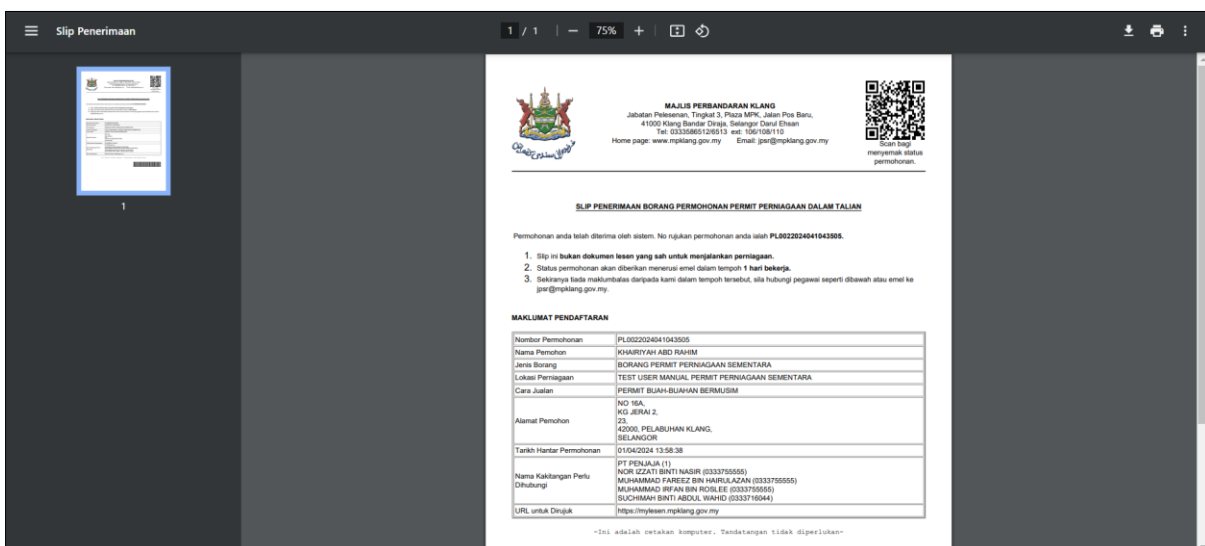 Slip Penerimaan
1 / 1
75%
1
MAJLIS PERBANDARAN KLANG
Jabatan Pelesenan, Tingkat 3, Plaza MPK, Jalan Pos Baru,
41000 Klang Bandar Diraja, Selangor Darul Ehsan
Tel: 0333586512/6513 ext: 106/108/110
Home page: www.mpklang.gov.my Email: jpsr@mpklang.gov.my
Scan bagi
menyemak status
permohonan.
SLIP PENERIMAAN BORANG PERMOHONAN PERMIT PERNIAGAAN DALAM TALIAN
Permohonan anda telah diterima oleh sistem. No rujukan permohonan anda ialah PL0022024041043505.
1. Slip ini bukan dokumen lesen yang sah untuk menjalankan perniagaan.
2. Status permohonan akan diberikan menerusi emel dalam tempoh 1 hari bekerja.
3. Sekiranya tiada maklumbalas daripada kami dalam tempoh tersebut, sila hubungi pegawai seperti dibawah atau emel ke
jpsr@mpklang.gov.my.
MAKLUMAT PENDAFTARAN
Nombor Permohonan PL0022024041043505
Nama Pemohon KHAIRIYAH ABD RAHIM
Jenis Borang BORANG PERMIT PERNIAGAAN SEMENTARA
Lokasi Perniagaan TEST USER MANUAL PERMIT PERNIAGAAN SEMENTARA
Cara Jualan PERMIT BUAH-BUAHAN BERMUSIM
Alamat Pemohon
NO 16A,
KG JERAI 2,
23,
42000, PELABUHAN KLANG,
SELANGOR
Tarikh Hantar Permohonan 01/04/2024 13:58:38
Nama Kakitangan Perlu
Dihubungi
PT PENJAJA (1)
NOR IZZATI BINTI NASIR (0333755555)
MUHAMMAD FAREEZ BIN HAIRULAZAN (0333755555)
MUHAMMAD IRFAN BIN ROSLEE (0333755555)
SUCHIMAH BINTI ABDUL WAHID (0333716044)
URL untuk Dirujuk https://mylesen.mpklang.gov.my
-Ini adalah cetakan komputer. Tandatangan tidak diperlukan-